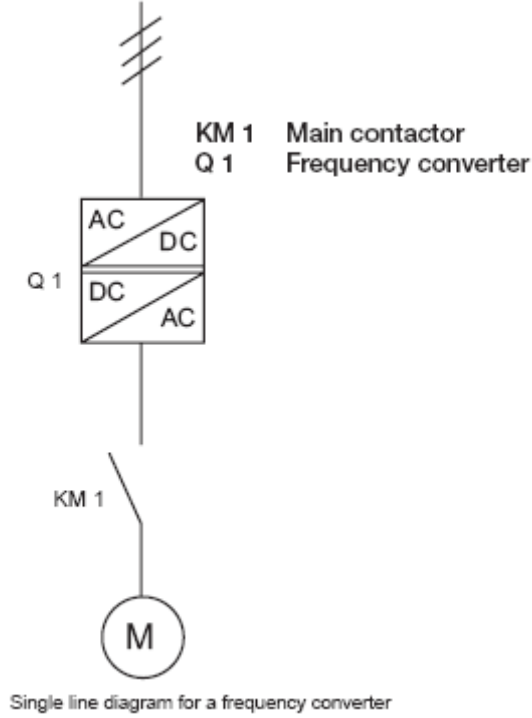 KM 1 Main contactor
Q 1 Frequency converter
AC
DC
Q 1
DC
AC
KM 1
M
Single line diagram for a frequency converter